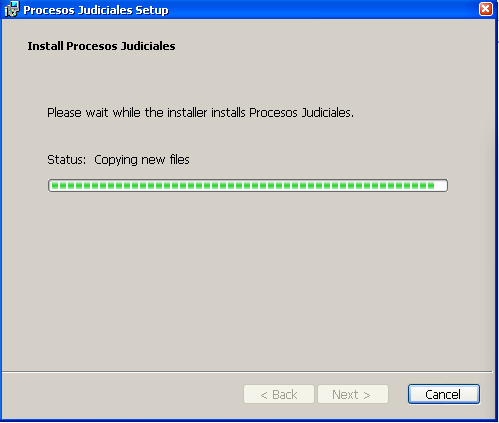 Procesos Judiciales Setup
Install Procesos Judiciales
Please wait while the installer installs Procesos Judiciales.
Status: Copying new files
< Back Next > Cancel